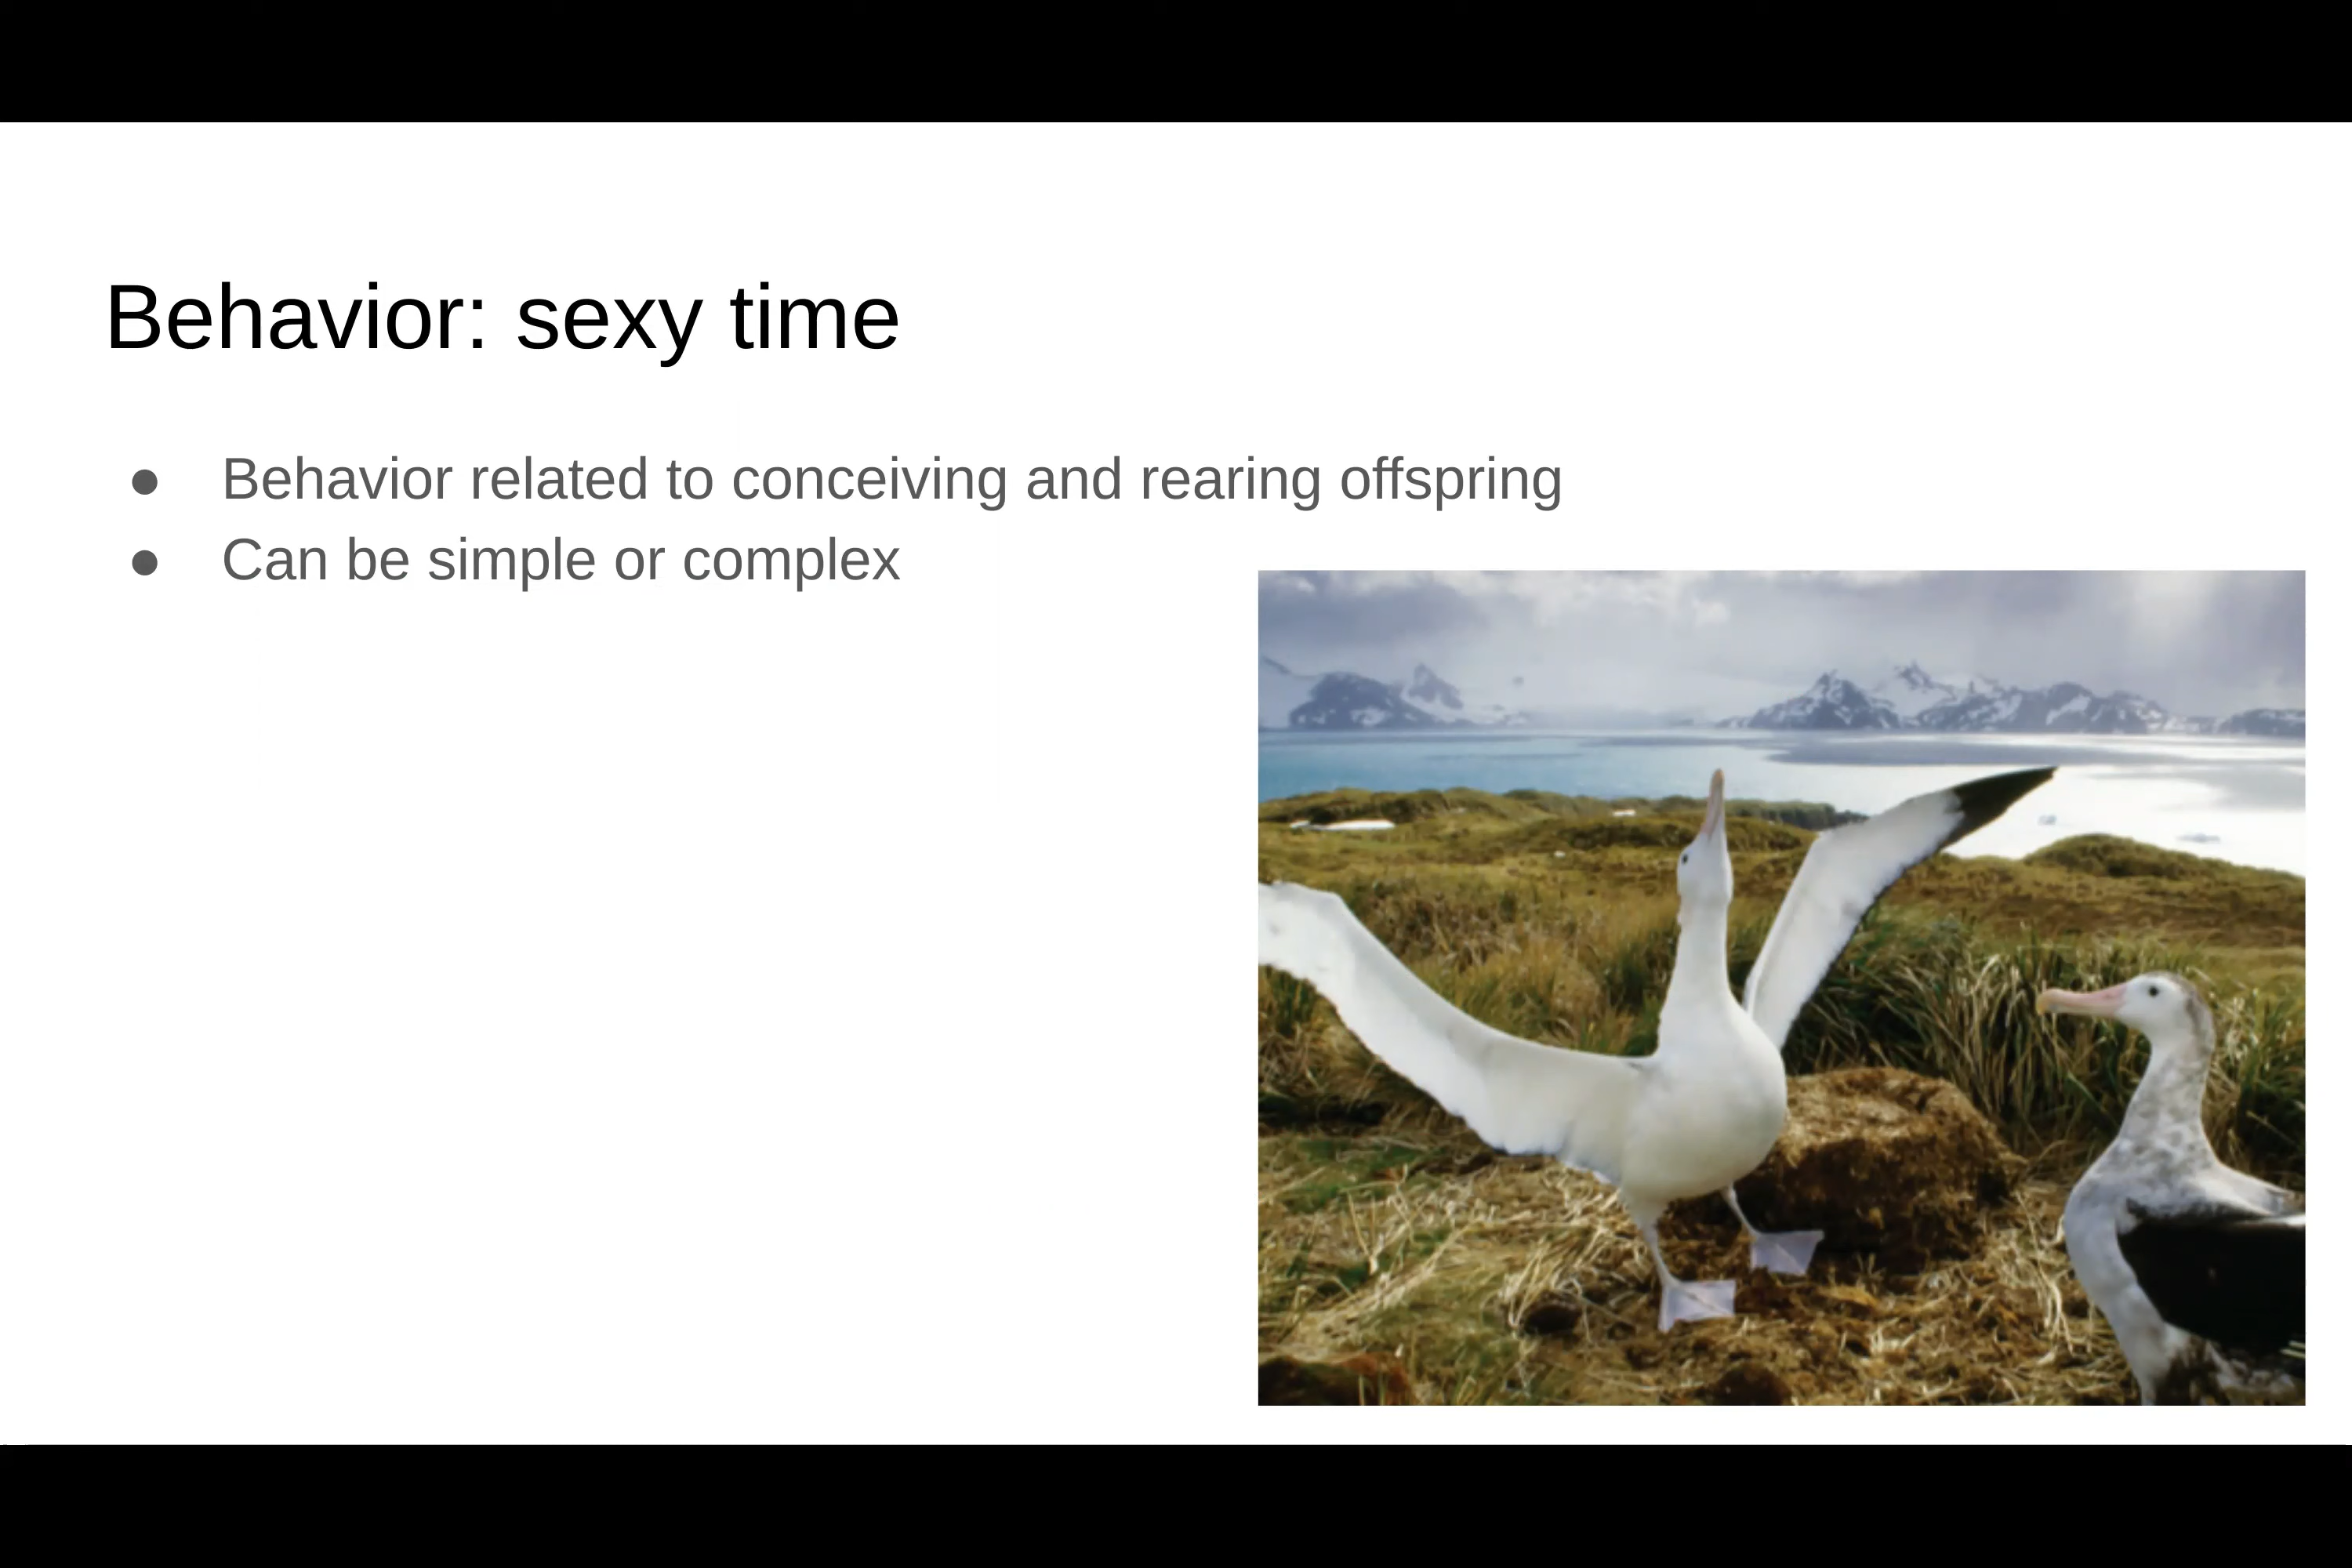 Behavior: sexy time
● Behavior related to conceiving and rearing offspring
● Can be simple or complex